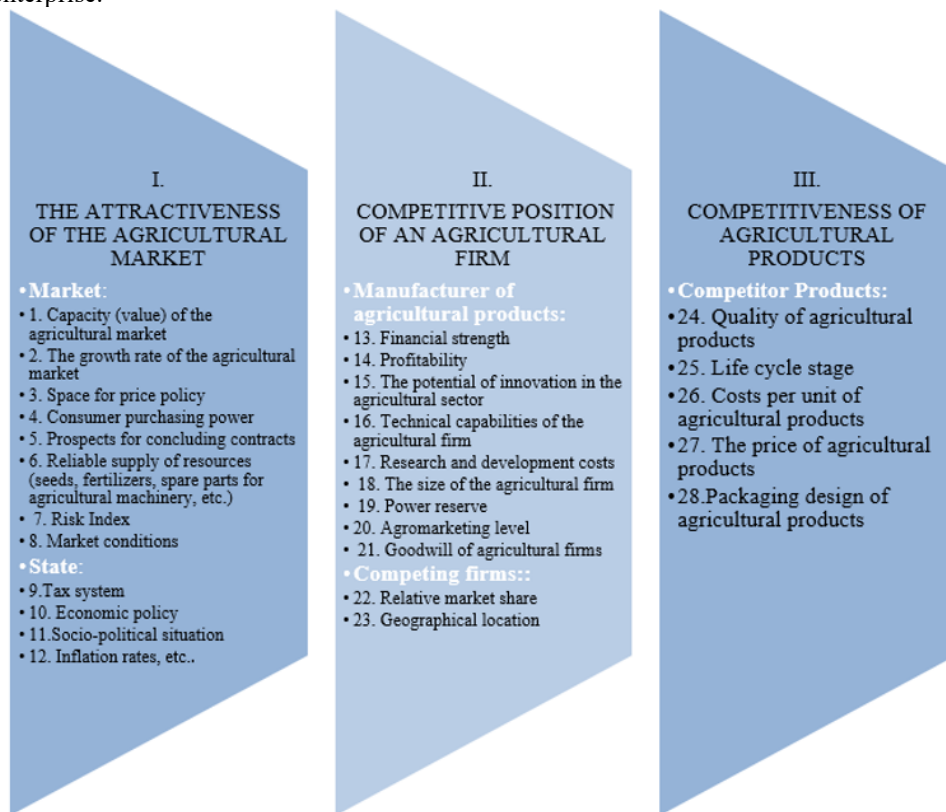 enterprise.
I.
THE ATTRACTIVENESS
OF THE AGRICULTURAL
MARKET
•Market:
• 1. Capacity (value) of the
agricultural market
• 2. The growth rate of the agricultural
market
• 3. Space for price policy
• 4. Consumer purchasing power
• 5. Prospects for concluding contracts
• 6. Reliable supply of resources
(seeds, fertilizers, spare parts for
agricultural machinery, etc.)
• 7. Risk Index
• 8. Market conditions
•State:
• 9.Tax system
• 10. Economic policy
• 11.Socio-political situation
• 12. Inflation rates, etc..
II.
COMPETITIVE POSITION
OF AN AGRICULTURAL
FIRM
•Manufacturer of
agricultural products:
• 13. Financial strength
• 14. Profitability
• 15. The potential of innovation in the
agricultural sector
• 16. Technical capabilities of the
agricultural firm
• 17. Research and development costs
• 18. The size of the agricultural firm
• 19. Power reserve
• 20. Agromarketing level
• 21. Goodwill of agricultural firms
•Competing firms::
• 22. Relative market share
• 23. Geographical location
III.
COMPETITIVENESS OF
AGRICULTURAL
PRODUCTS
•Competitor Products:
•24. Quality of agricultural
products
•25. Life cycle stage
•26. Costs per unit of
agricultural products
•27. The price of agricultural
products
•28.Packaging design of
agricultural products